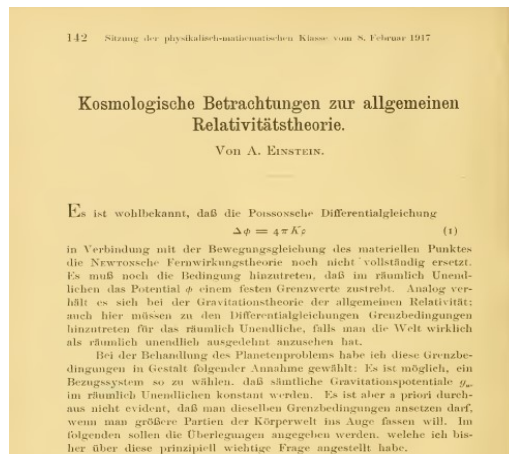 142 Sitzung der physikalisch-mathematischen Klasse vom 8. Februar 1917
Kosmologische Betrachtungen zur allgemeinen
Relativitätstheorie.
Von A. Einstein.
Es ist wohlbekannt, daß die Poissonsche Differentialgleichung
Δφ = 4πKρ (1)
in Verbindung mit der Bewegungsgleichung des materiellen Punktes
die Newtonsche Fernwirkungstheorie noch nicht vollständig ersetzt.
Es muß noch die Bedingung hinzutreten, daß im räumlich Unend-
lichen das Potential φ einem festen Grenzwerte zustrebt. Analog ver-
hält es sich bei der Gravitationstheorie der allgemeinen Relativität;
auch hier müssen zu den Differentialgleichungen Grenzbedingungen
hinzutreten für das räumlich Unendliche, falls man die Welt wirklich
als räumlich unendlich ausgedehnt anzusehen hat.
Bei der Behandlung des Planetenproblems habe ich diese Grenzbe-
dingungen in Gestalt folgender Annahme gewählt: Es ist möglich, ein
Bezugssystem so zu wählen, daß sämtliche Gravitationspotentiale g
im räumlich Unendlichen konstant werden. Es ist aber a priori durch-
aus nicht evident, daß man dieselben Grenzbedingungen ansetzen darf,
wenn man größere Partien der Körperwelt ins Auge fassen will. Im
folgenden sollen die Überlegungen angegeben werden, welche ich bis-
her über diese prinzipiell wichtige Frage angestellt habe.